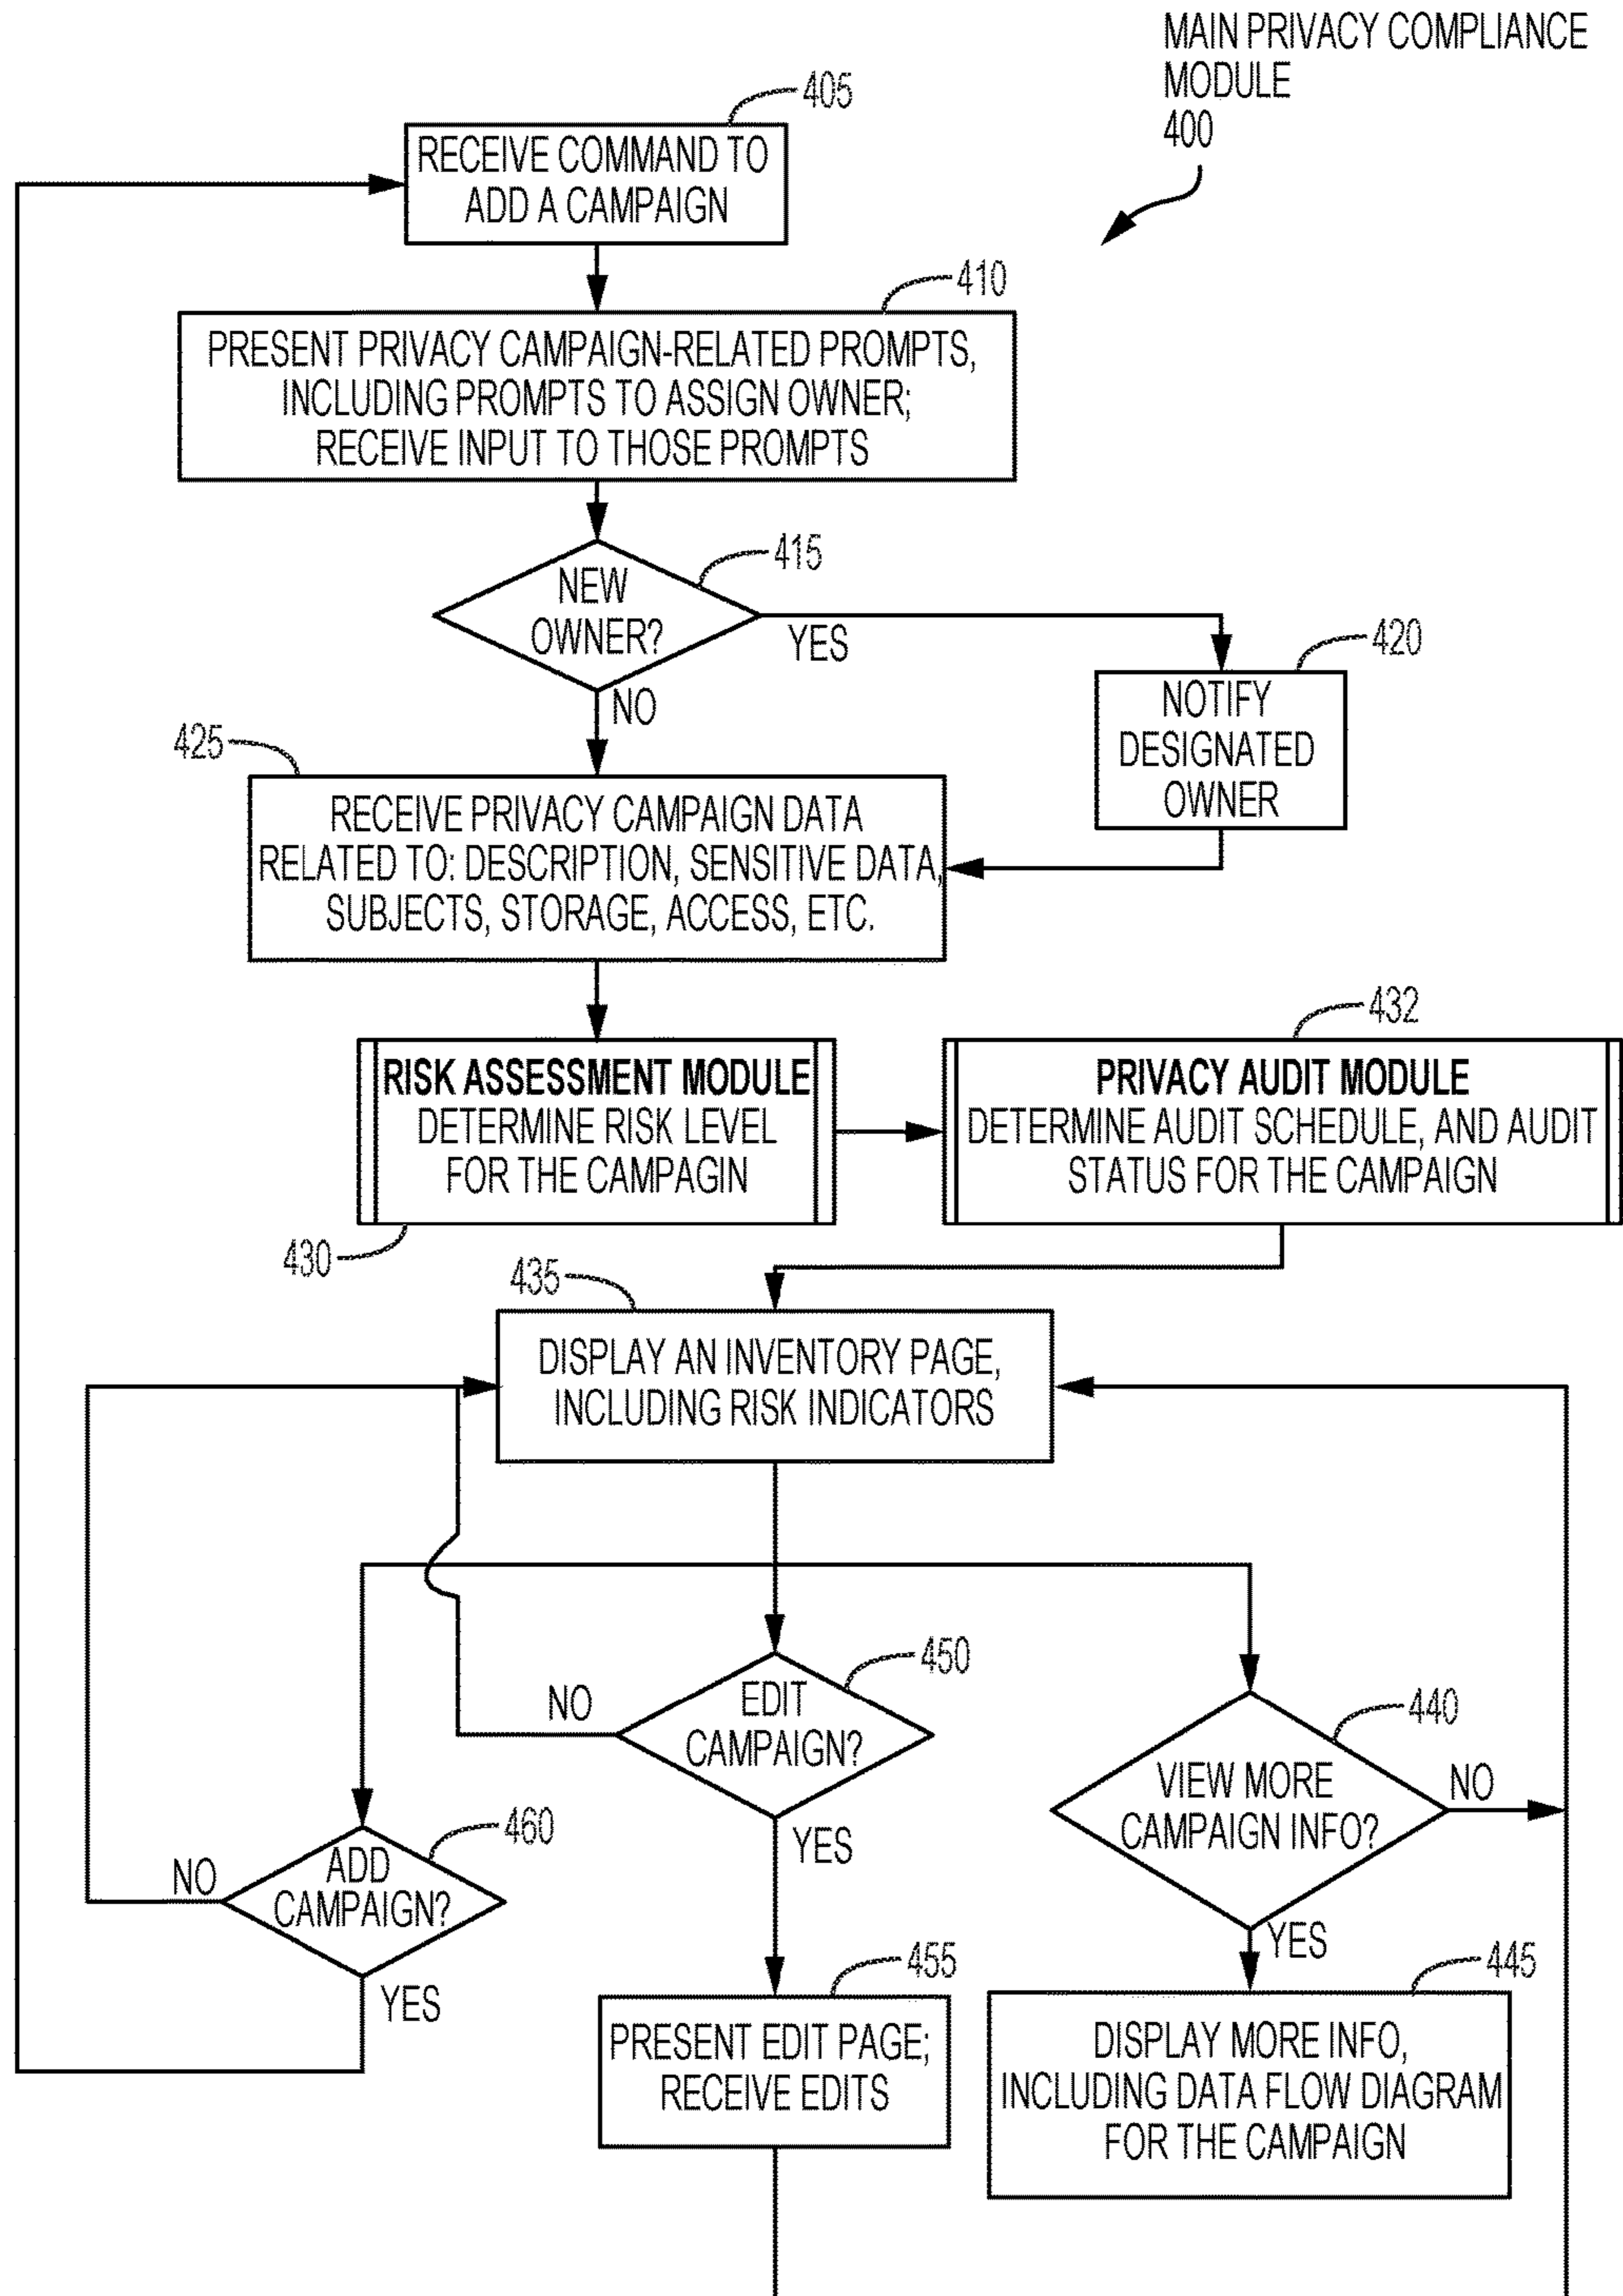 MAIN PRIVACY COMPLIANCE
MODULE
400
405
RECEIVE COMMAND TO
ADD A CAMPAIGN
410
PRESENT PRIVACY CAMPAIGN-RELATED PROMPTS,
INCLUDING PROMPTS TO ASSIGN OWNER;
RECEIVE INPUT TO THOSE PROMPTS
415
NEW
OWNER?
YES
NO
420
NOTIFY
DESIGNATED
OWNER
425
RECEIVE PRIVACY CAMPAIGN DATA
RELATED TO: DESCRIPTION, SENSITIVE DATA,
SUBJECTS, STORAGE, ACCESS, ETC.
RISK ASSESSMENT MODULE
DETERMINE RISK LEVEL
FOR THE CAMPAGIN
430
432
PRIVACY AUDIT MODULE
DETERMINE AUDIT SCHEDULE, AND AUDIT
STATUS FOR THE CAMPAIGN
435
DISPLAY AN INVENTORY PAGE,
INCLUDING RISK INDICATORS
450
EDIT
CAMPAIGN?
NO
YES
440
VIEW MORE
CAMPAIGN INFO?
NO
YES
460
ADD
CAMPAIGN?
NO
YES
455
PRESENT EDIT PAGE;
RECEIVE EDITS
445
DISPLAY MORE INFO,
INCLUDING DATA FLOW DIAGRAM
FOR THE CAMPAIGN